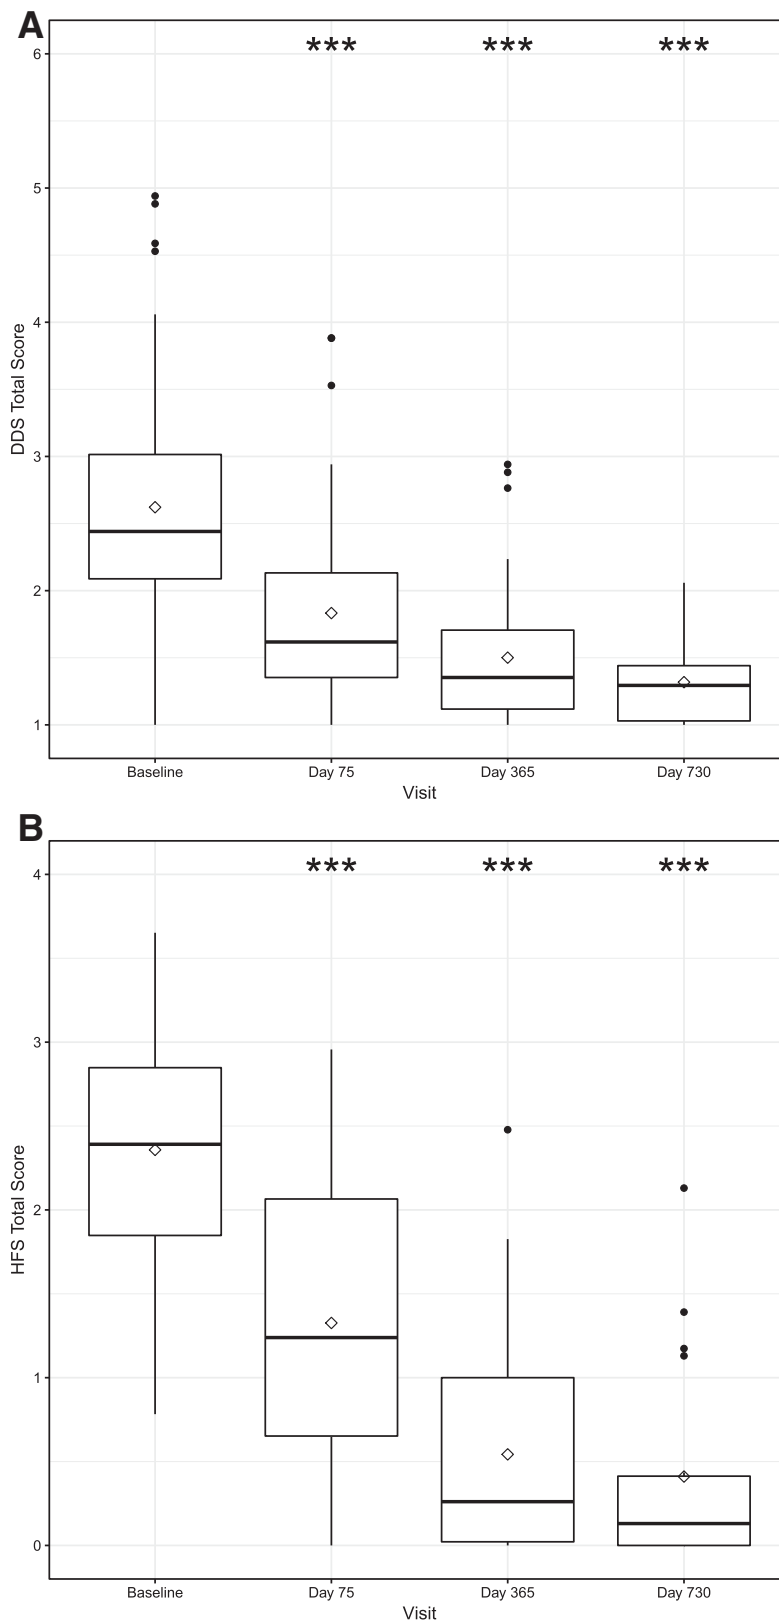 A
*** *** ***
6
5
4
3
2
1
DDS Total Score
Baseline Day 75 Day 365 Day 730
Visit
B
*** *** ***
4
3
2
1
0
HFS Total Score
Baseline Day 75 Day 365 Day 730
Visit